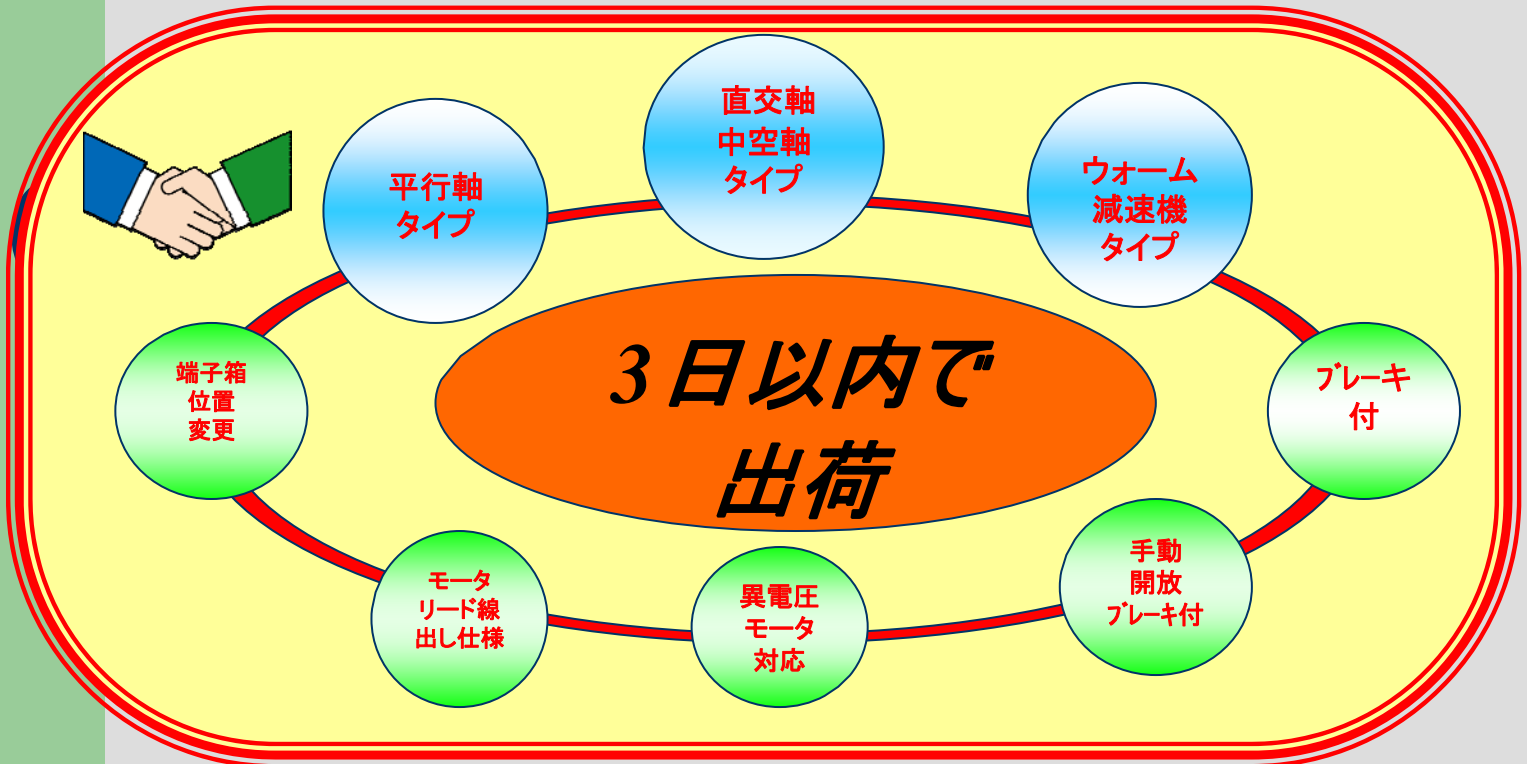 直交軸
中空軸
タイプ
平行軸
タイプ
ウォーム
減速機
タイプ
3日以内で
出荷
端子箱
位置
変更
ブレーキ
付
モータ
リード線
出し仕様
異電圧
モータ
対応
手動
開放
ブレーキ付